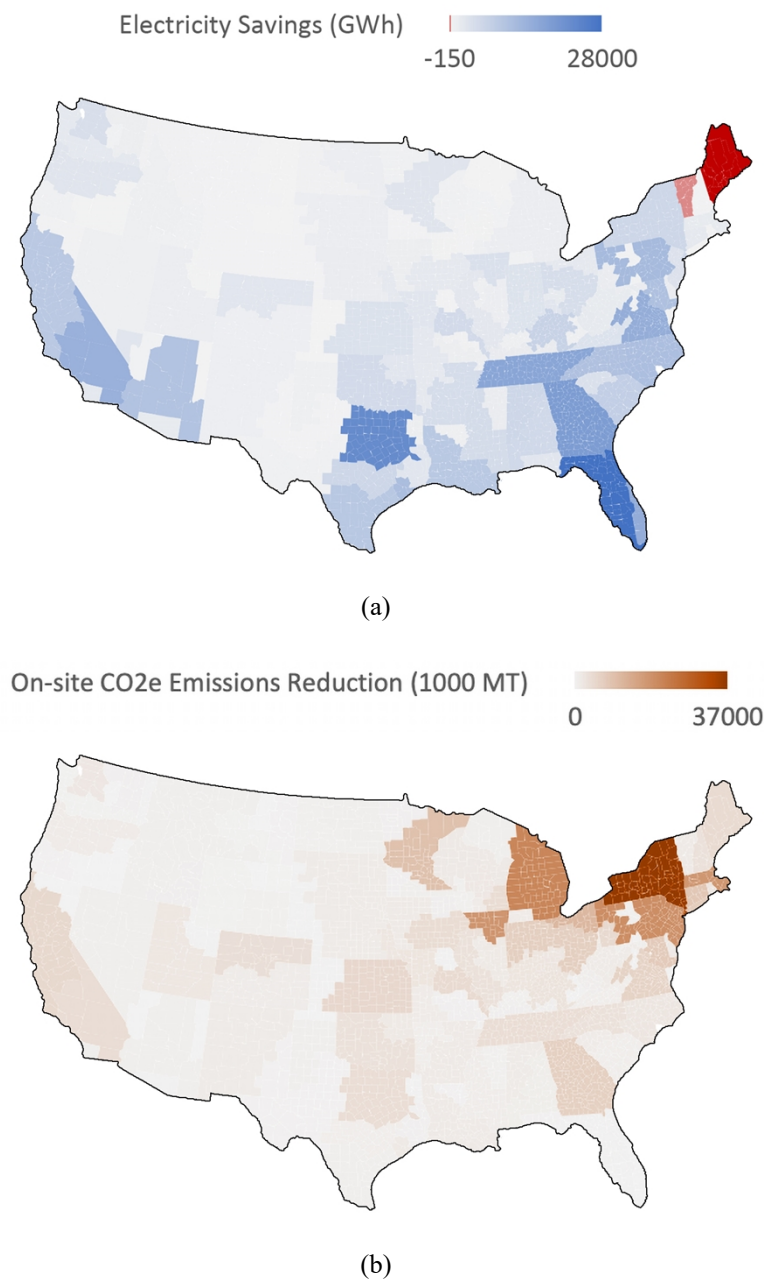 Electricity Savings (GWh)
-150 28000
(a)
On-site CO2e Emissions Reduction (1000 MT)
0 37000
(b)